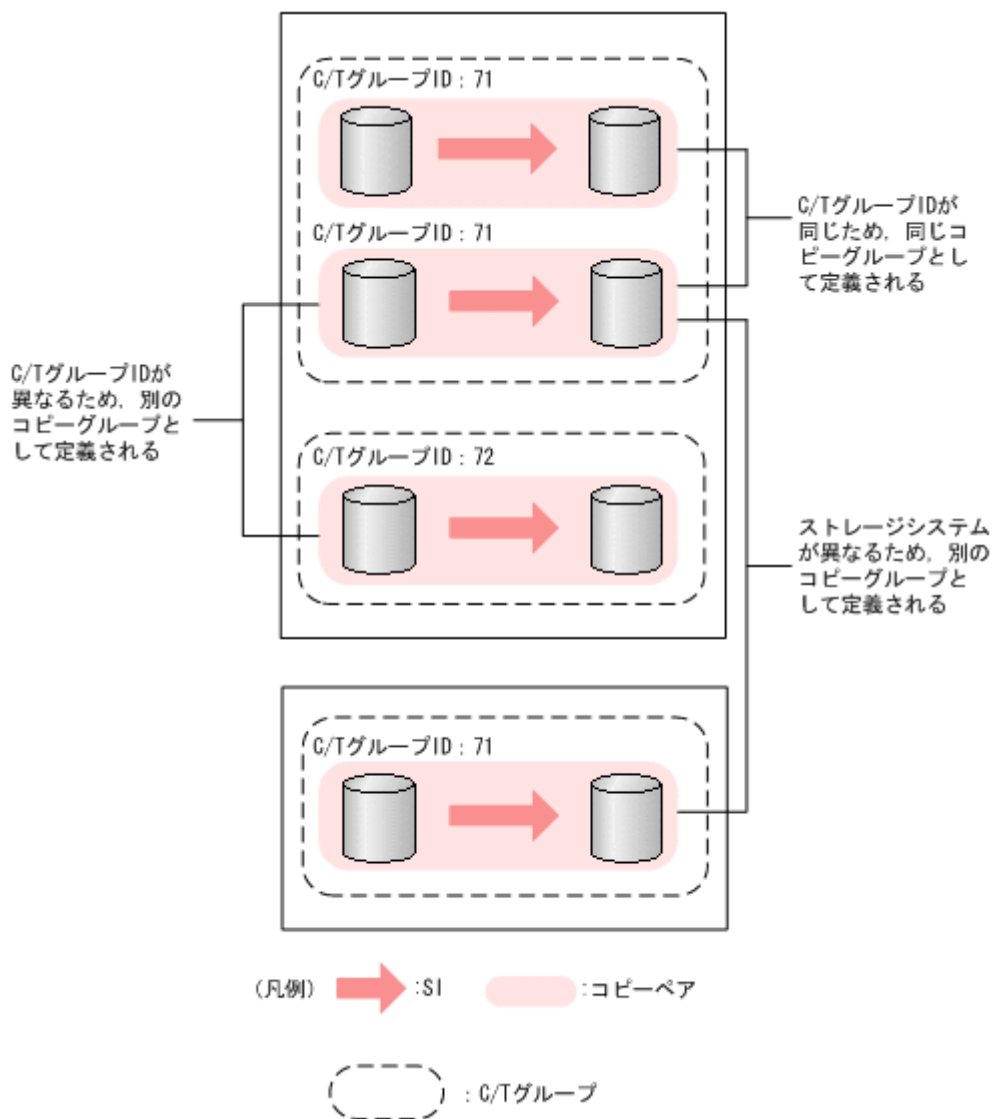 C/TグループID：71
C/TグループID：71
C/TグループIDが
同じため，同じコ
ピーグループとし
て定義される
C/TグループIDが
異なるため，別の
コピーグループと
して定義される
C/TグループID：72
ストレージシステム
が異なるため，別の
コピーグループと
して定義される
C/TグループID：71
(凡例) :SI :コピーペア
：C/Tグループ